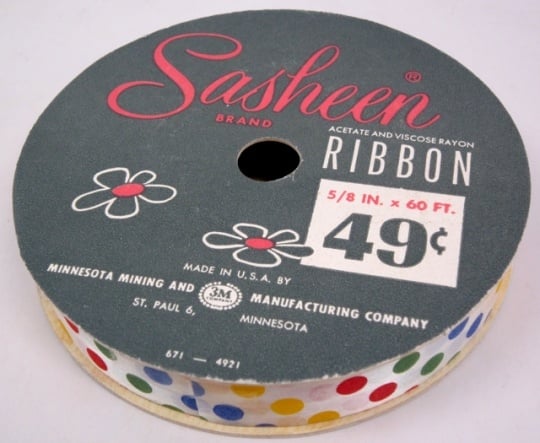 Sasheen®
BRAND
ACETATE AND VISCOSE RAYON
RIBBON
5/8 IN. x 60 FT.
49¢
MADE IN U.S.A. BY
MINNESOTA MINING AND 3M MANUFACTURING COMPANY
ST. PAUL 6, MINNESOTA
671 — 4921